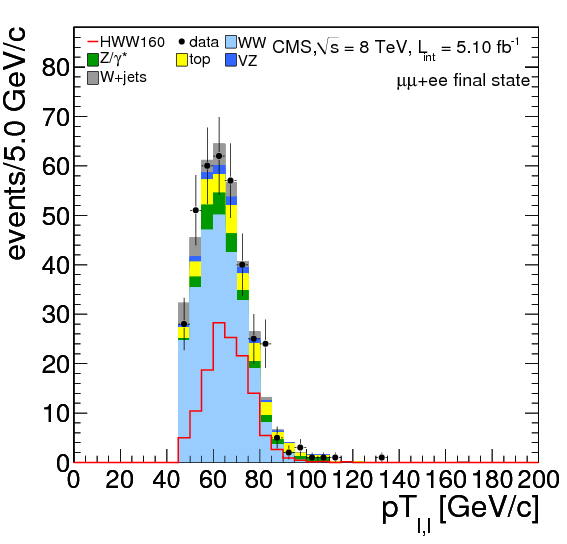 HWW160 data WW CMS,√s = 8 TeV, L_int = 5.10 fb⁻¹
Z/γ* top VZ
W+jets μμ+ee final state
events/5.0 GeV/c
80
70
60
50
40
30
20
10
0
0 20 40 60 80 100 120 140 160 180 200
pT_l,l [GeV/c]